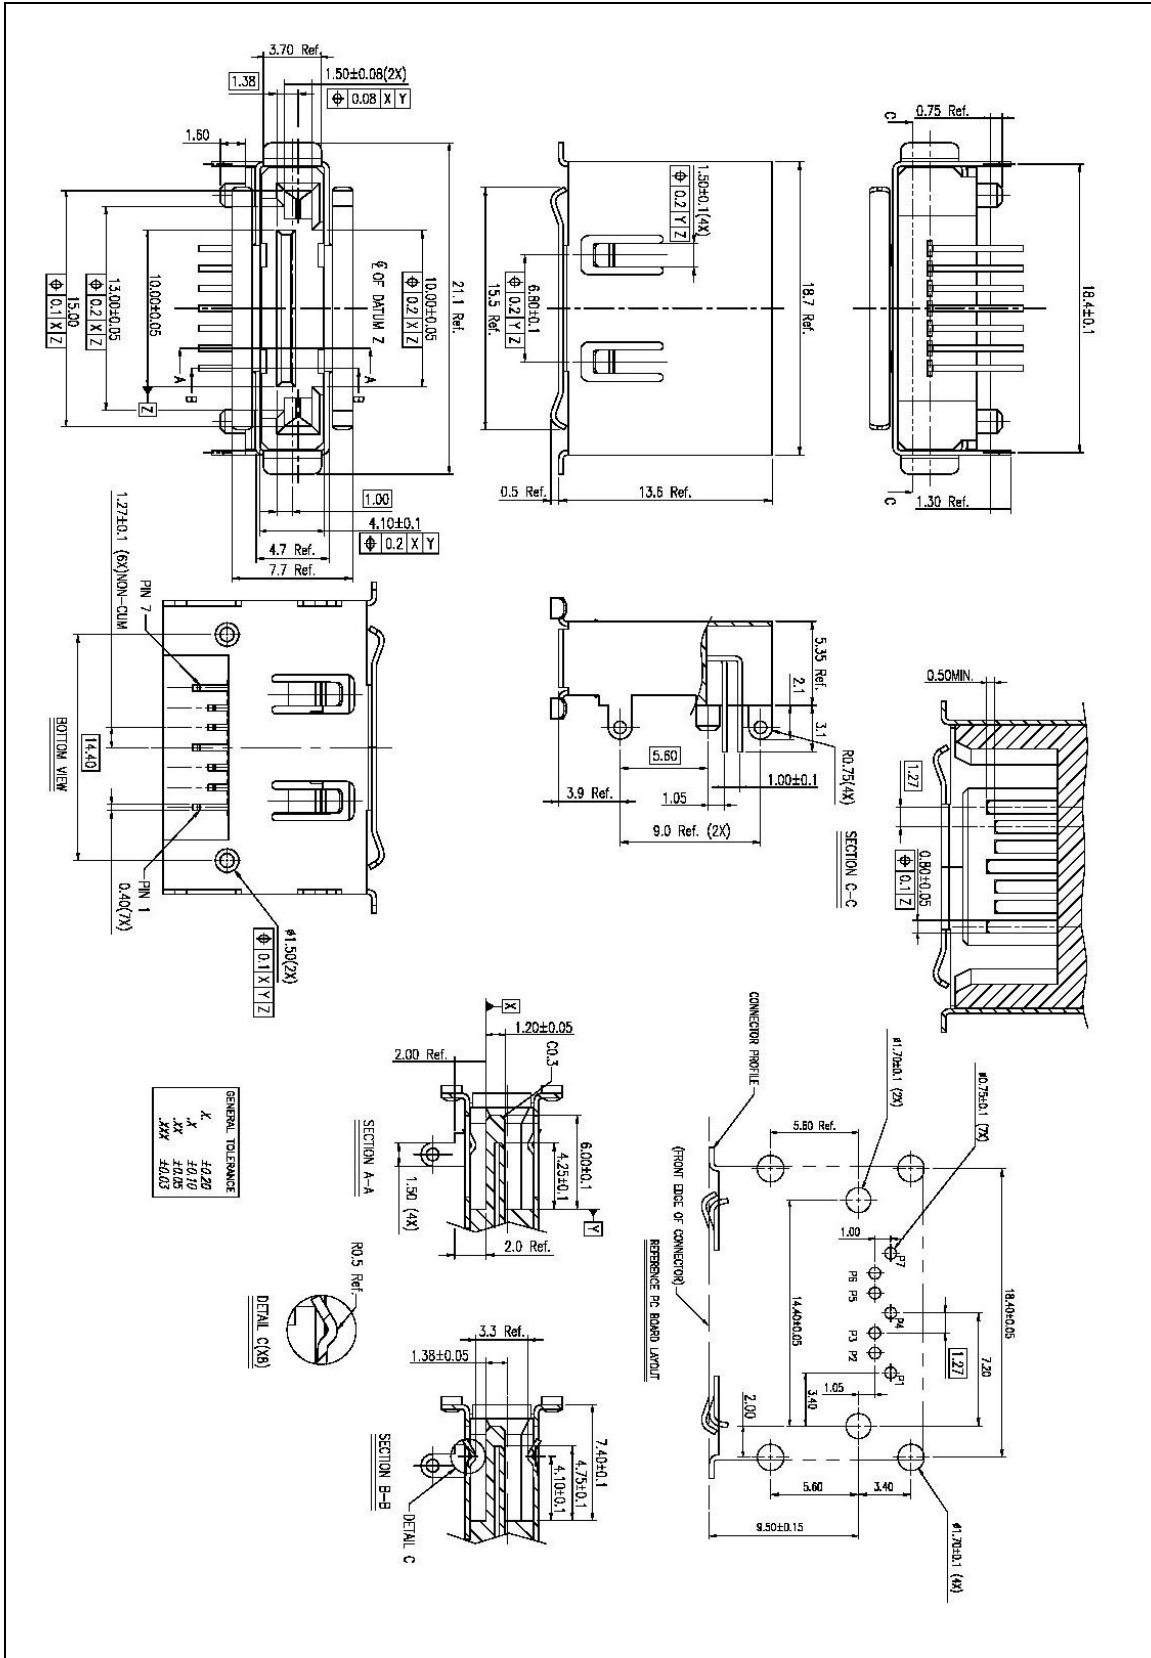 3.70 Ref.
1.50±0.08(2X)
1.38
⌖ 0.08 X Y
1.60
21.1 Ref.
10.00±0.05
⌖ 0.2 X Z
℄ OF DATUM Z
10.00±0.05
13.00±0.05
⌖ 0.2 X Z
15.00
⌖ 0.1 X Z
A
A
B
B
Z
1.00
4.10±0.1
⌖ 0.2 X Y
4.7 Ref.
7.7 Ref.
1.50±0.1(4X)
⌖ 0.2 Y Z
18.7 Ref.
6.80±0.1
⌖ 0.2 Y Z
15.5 Ref.
0.5 Ref.
13.6 Ref.
C
0.75 Ref.
18.4±0.1
C
1.30 Ref.
1.27±0.1 (6X)NON-CUM
PIN 7
14.40
BOTTOM VIEW
PIN 1
0.40(7X)
ø1.50(2X)
⌖ 0.1 X Y Z
5.35 Ref.
2.1
3.1
R0.75(4X)
5.60
1.00±0.1
3.9 Ref.
1.05
9.0 Ref. (2X)
SECTION C-C
0.50MIN.
1.27
0.80±0.05
⌖ 0.1 Z
X
1.20±0.05
2.00 Ref.
C0.3
6.00±0.1
4.25±0.1
Y
1.50 (4X)
2.0 Ref.
SECTION A-A
GENERAL TOLERANCE
X. ±0.20
.X ±0.10
.XX ±0.05
.XXX ±0.03
R0.5 Ref.
DETAIL C(X8)
3.3 Ref.
1.38±0.05
7.40±0.1
4.75±0.1
4.10±0.1
SECTION B-B
DETAIL C
CONNECTOR PROFILE
(FRONT EDGE OF CONNECTOR)
REFERENCE PC BOARD LAYOUT
ø1.70±0.1 (2X)
ø0.75±0.1 (7X)
1.00
P7
P6
P5
P4
P3
P2
P1
14.40±0.05
18.40±0.05
7.20
1.27
1.05
3.40
2.00
5.60
3.40
9.50±0.15
ø1.70±0.1 (4X)